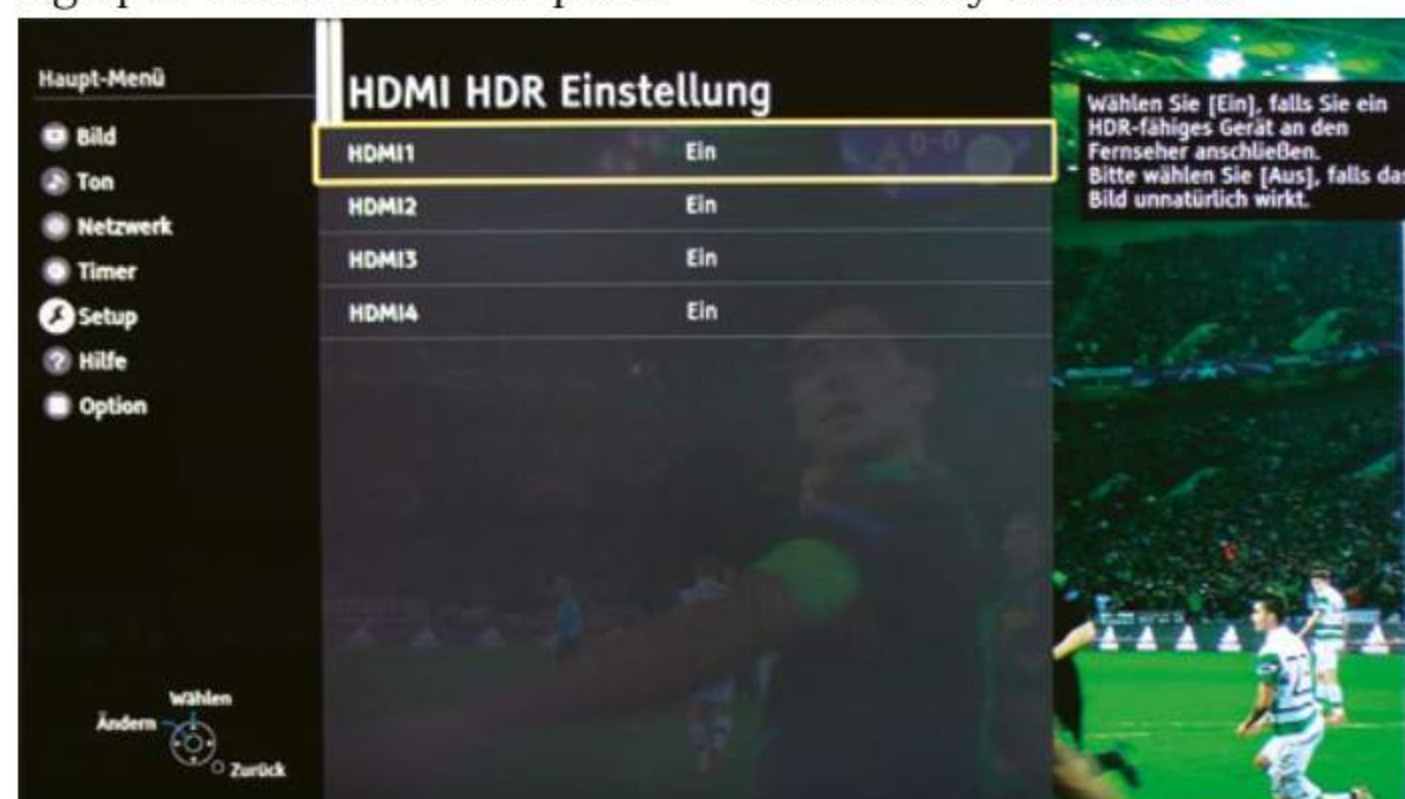 Haupt-Menü
Bild
Ton
Netzwerk
Timer
Setup
Hilfe
Option
Wählen
Ändern
Zurück
HDMI HDR Einstellung
HDMI1 Ein
HDMI2 Ein
HDMI3 Ein
HDMI4 Ein
0-0
Wählen Sie [Ein], falls Sie ein
HDR-fähiges Gerät an den
Fernseher anschließen.
Bitte wählen Sie [Aus], falls das
Bild unnatürlich wirkt.